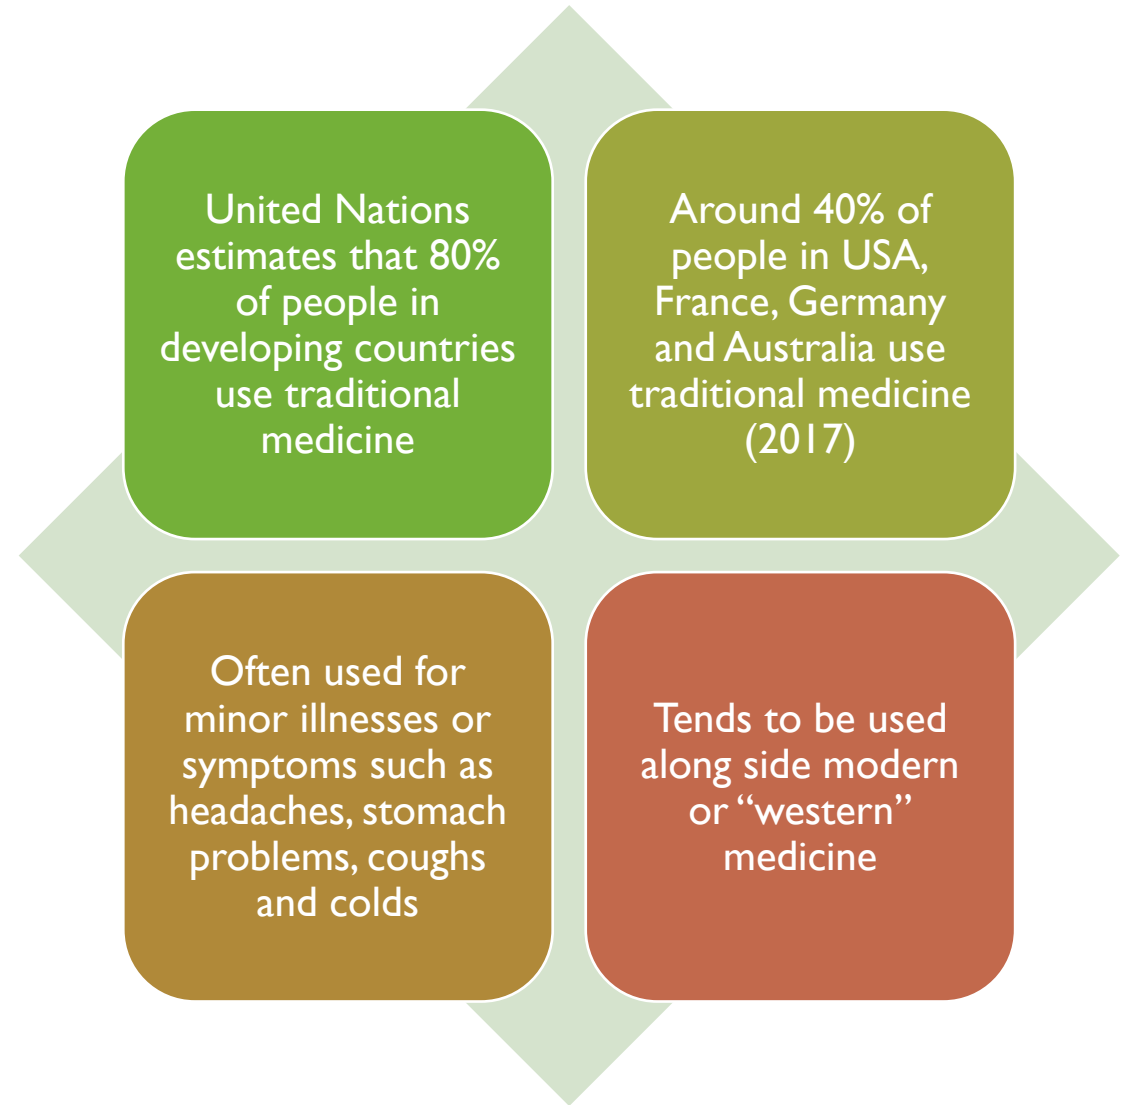 United Nations
estimates that 80%
of people in
developing countries
use traditional
medicine
Around 40% of
people in USA,
France, Germany
and Australia use
traditional medicine
(2017)
Often used for
minor illnesses or
symptoms such as
headaches, stomach
problems, coughs
and colds
Tends to be used
along side modern
or “western”
medicine